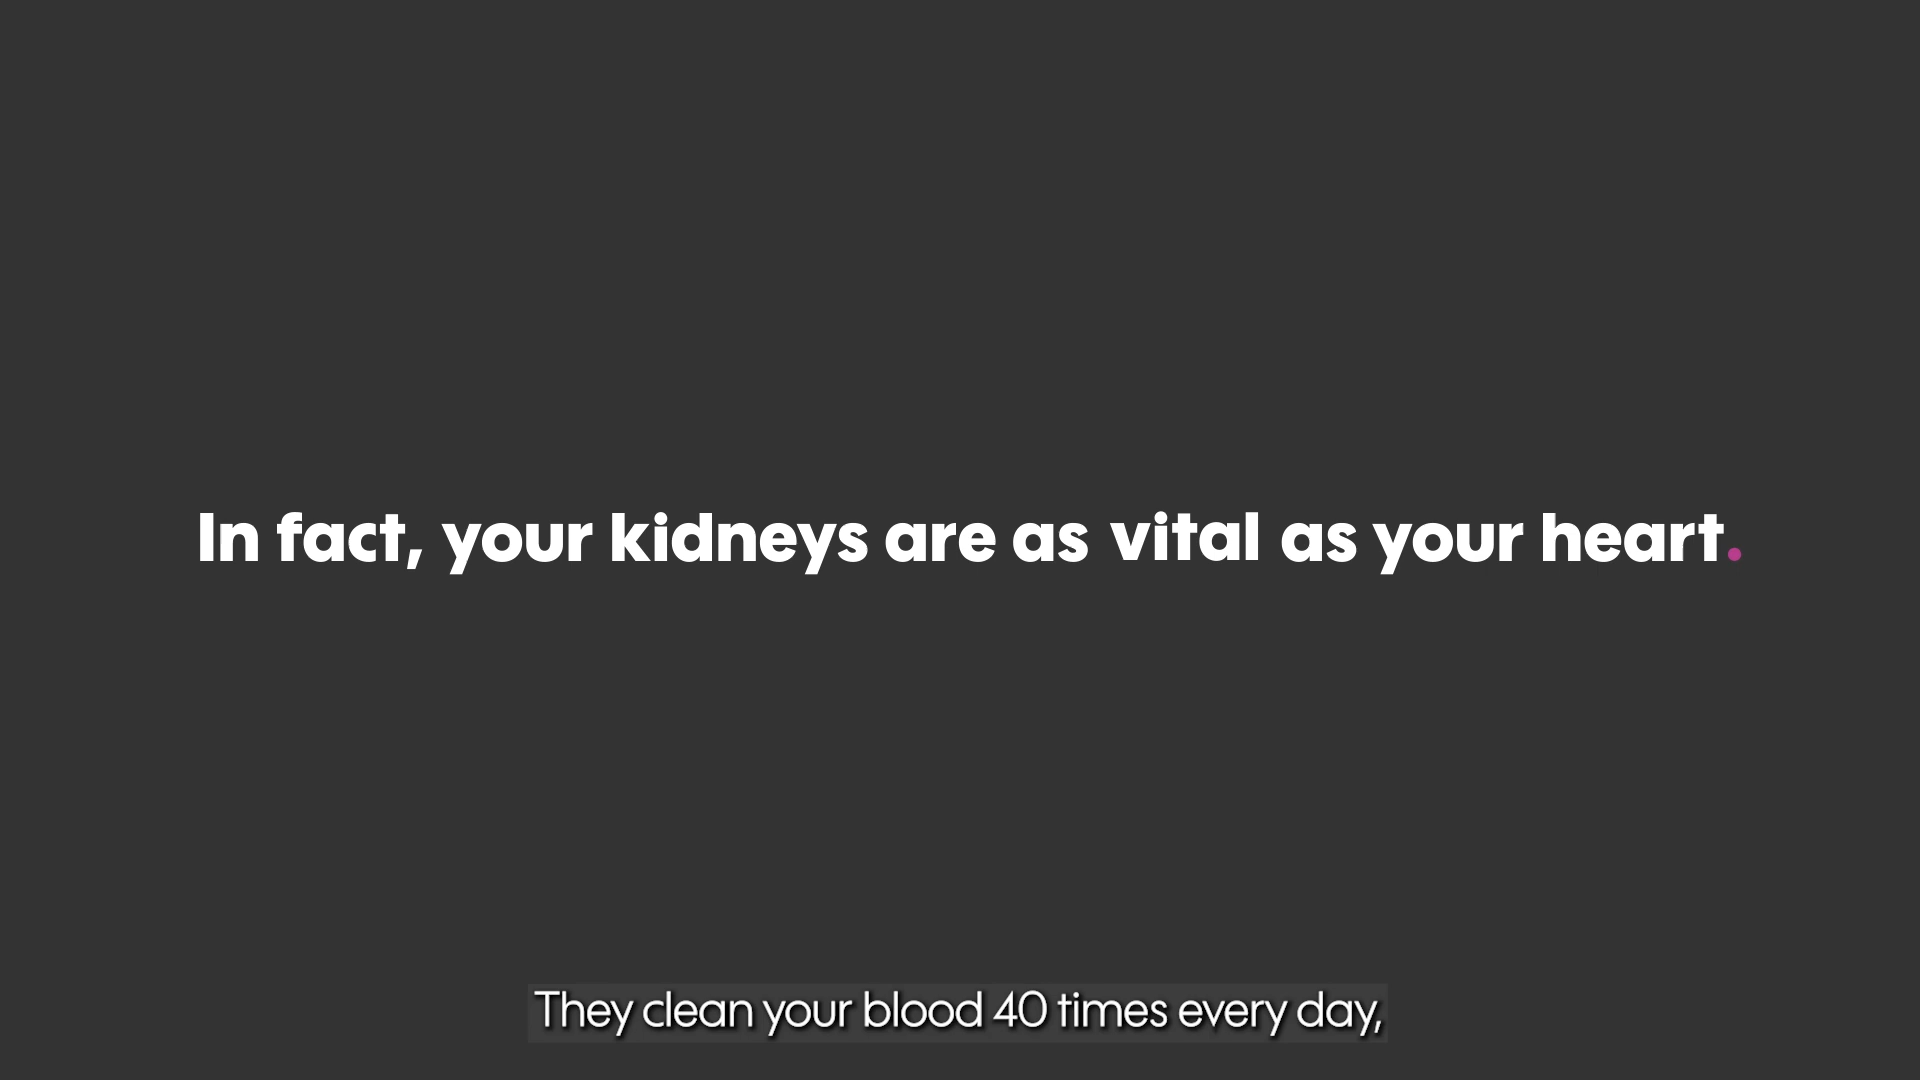 In fact, your kidneys are as vital as your heart.
They clean your blood 40 times every day,